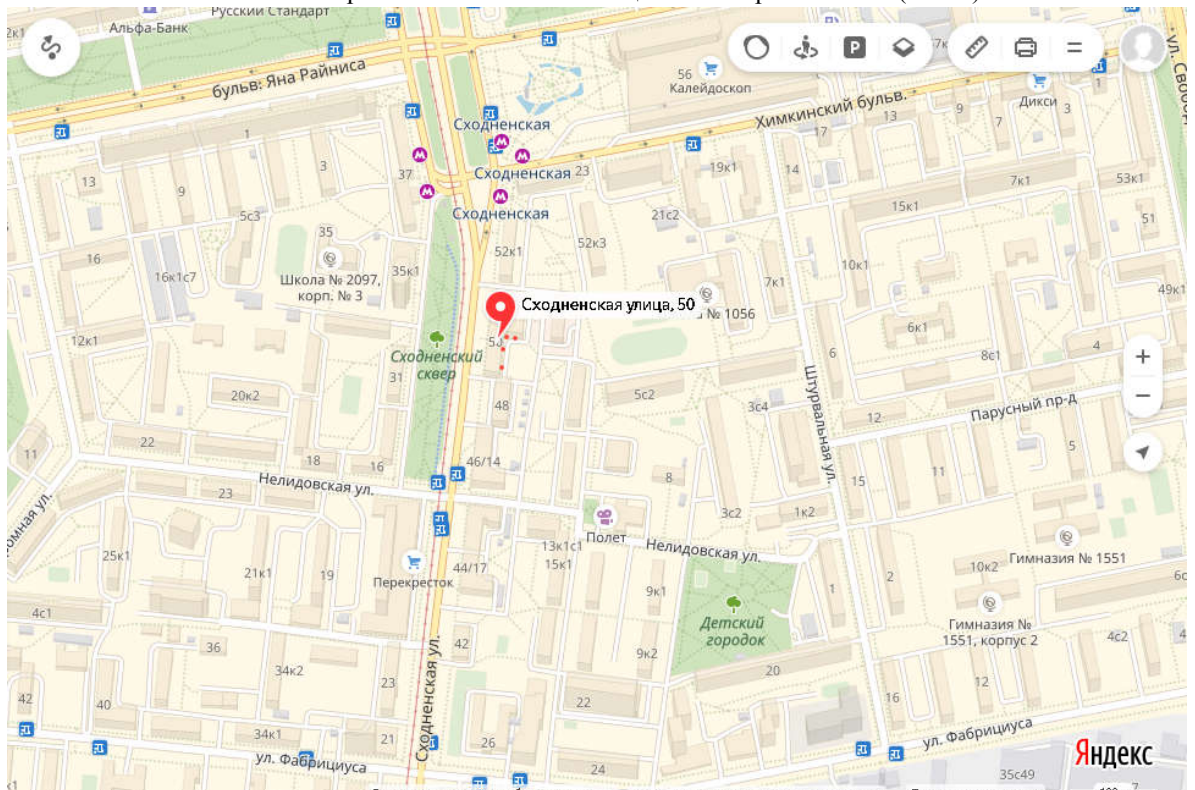 Русский Стандарт
Альфа-Банк
2к1
P
ул. Свобод
бульв. Яна Райниса
56
Калейдоскоп
Химкинский бульв.
Дикси
3
9
7
13
17
1
Сходненская
Сходненская
Сходненская
23
19к1
14
7к1
53к1
13
9
3
37
5с3
35
21с2
15к1
51
16
16к1с7
Школа № 2097,
корп. № 3
35к1
52к1
52к3
7к1
10к1
49к1
Сходненская улица, 50
№ 1056
6к1
12к1
Сходненский
сквер
31
6
8с1
4
20к2
48
5с2
3с4
Штурвальная ул.
12
Парусный пр-д
11
22
18
16
46/14
8
15
11
5
Нелидовская ул.
23
3с2
1к2
Полет
Нелидовская ул.
25к1
21к1
19
Перекресток
44/17
13к1с1
15к1
9к1
2
1
10к2
Гимназия № 1551
Гимназия №
1551, корпус 2
4с1
36
42
Детский
городок
9к2
4с2
34к2
23
20
12
42
40
Сходненская ул.
22
16
34к1
21
26
24
ул. Фабрициуса
ул. Фабрициуса
35с49
Яндекс